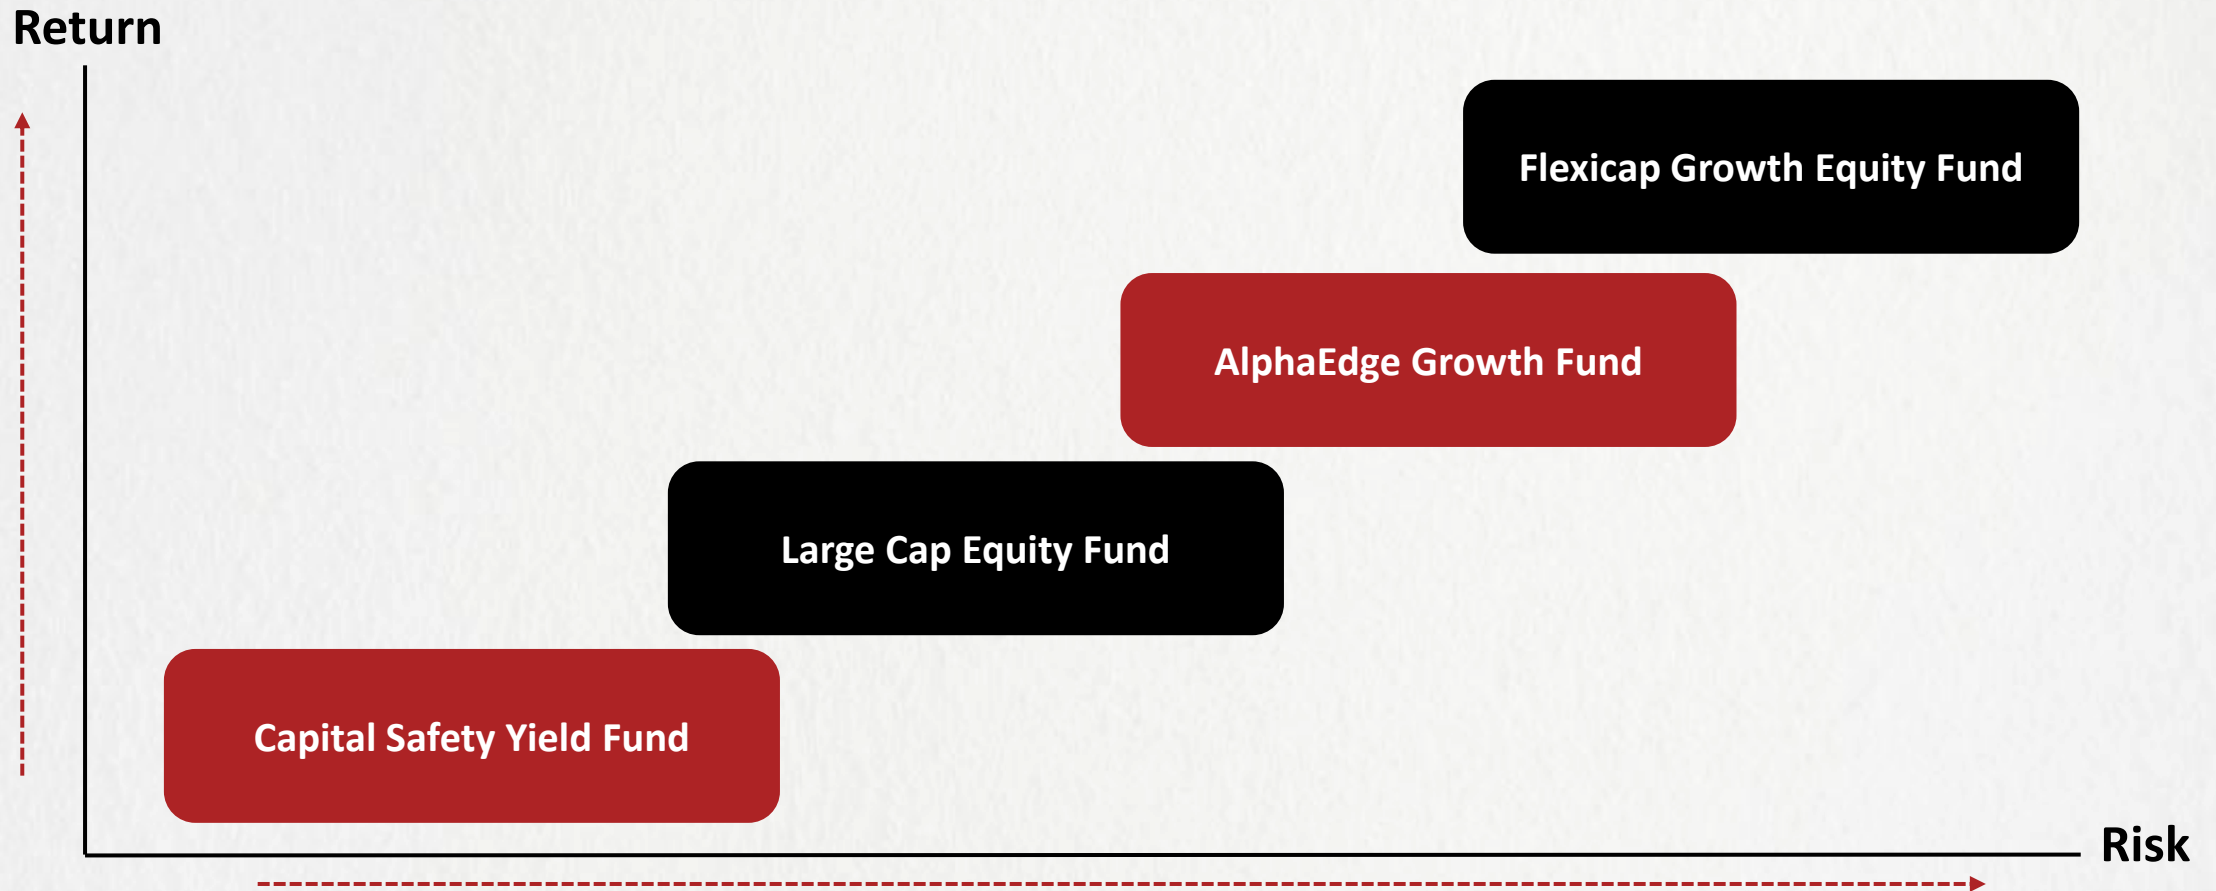 Return
Flexicap Growth Equity Fund
AlphaEdge Growth Fund
Large Cap Equity Fund
Capital Safety Yield Fund
Risk